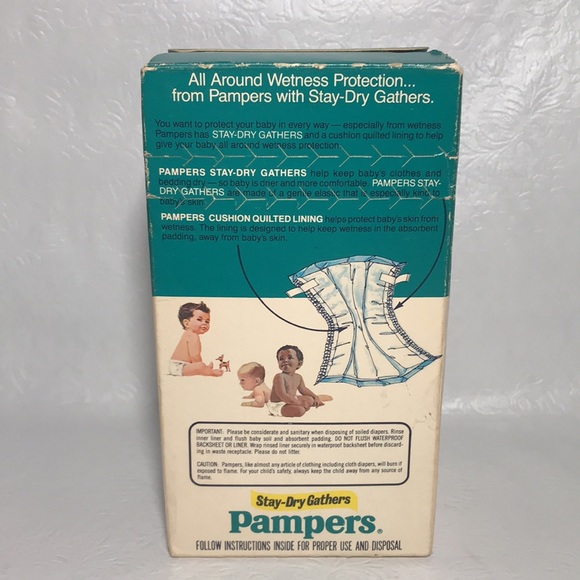 All Around Wetness Protection...
from Pampers with Stay-Dry Gathers.
You want to protect your baby in every way — especially from wetness.
Pampers has STAY-DRY GATHERS and a cushion quilted lining to help
give your baby all around wetness protection.
PAMPERS STAY-DRY GATHERS help keep baby's clothes and
bedding dry — so baby is drier and more comfortable. PAMPERS STAY-
DRY GATHERS are made of a gentle elastic that is especially kind to
baby's skin.
PAMPERS CUSHION QUILTED LINING helps protect baby's skin from
wetness. The lining is designed to help keep wetness in the absorbent
padding, away from baby's skin.
IMPORTANT: Please be considerate and sanitary when disposing of soiled diapers. Rinse
inner liner and flush baby soil and absorbent padding. DO NOT FLUSH WATERPROOF
BACKSHEET OR LINER. Wrap rinsed liner securely in waterproof backsheet before discard-
ing in waste receptacle. Please do not litter.
CAUTION: Pampers, like almost any article of clothing including cloth diapers, will burn if
exposed to flame. For your child's safety, always keep the child away from any source of
flame.
Stay-Dry Gathers
Pampers®
FOLLOW INSTRUCTIONS INSIDE FOR PROPER USE AND DISPOSAL